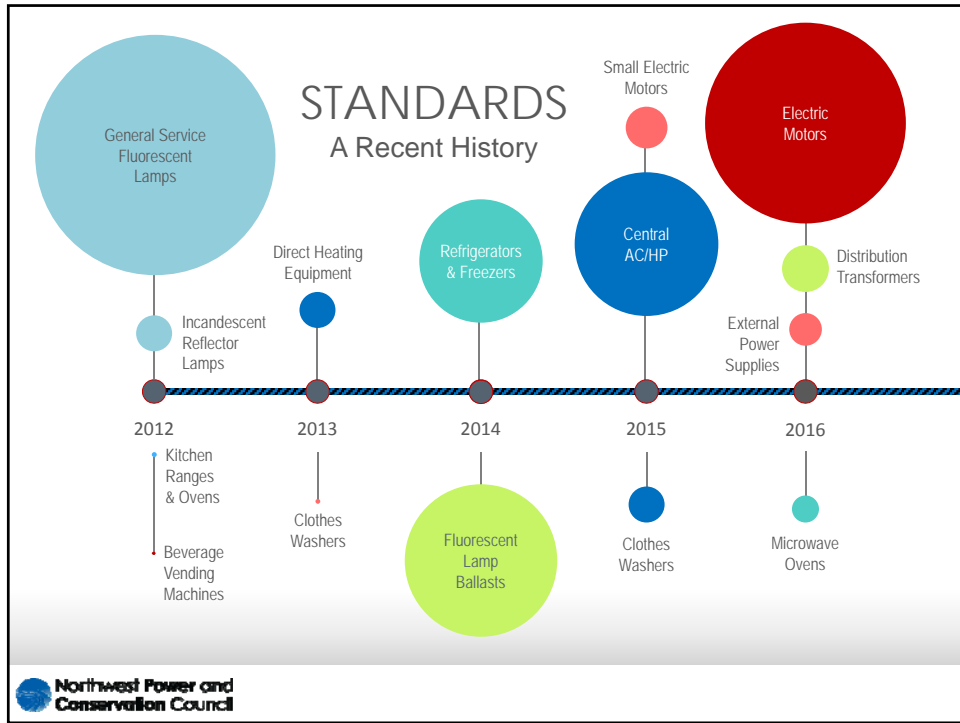 STANDARDS
A Recent History
General Service
Fluorescent
Lamps
Incandescent
Reflector
Lamps
Direct Heating
Equipment
Refrigerators
& Freezers
Small Electric
Motors
Central
AC/HP
Electric
Motors
Distribution
Transformers
External
Power
Supplies
2012
2013
2014
2015
2016
Kitchen
Ranges
& Ovens
Beverage
Vending
Machines
Clothes
Washers
Fluorescent
Lamp
Ballasts
Clothes
Washers
Microwave
Ovens
Northwest Power and
Conservation Council